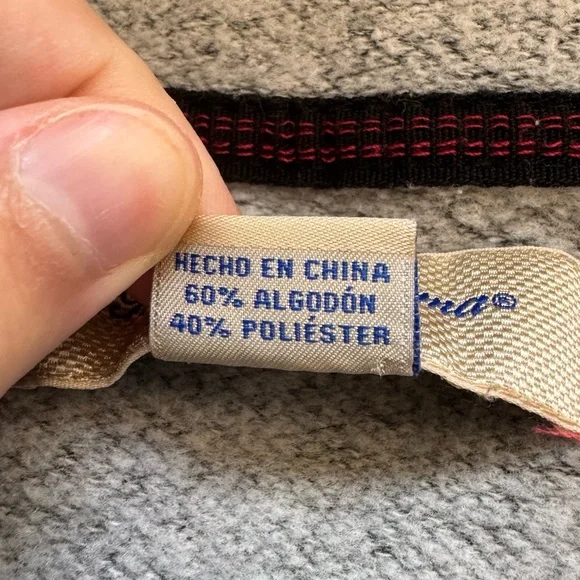 HECHO EN CHINA
60% ALGODÓN
40% POLIÉSTER